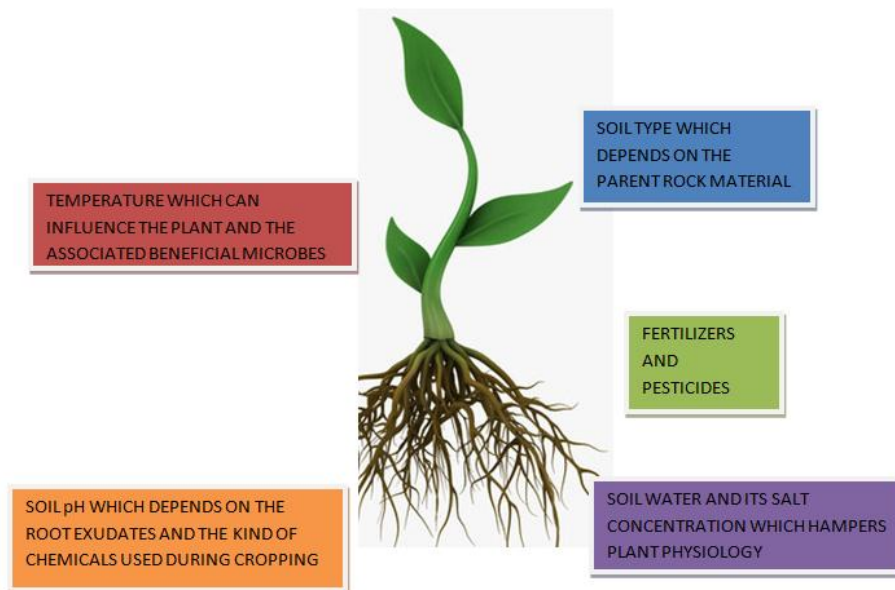 SOIL TYPE WHICH
DEPENDS ON THE
PARENT ROCK MATERIAL
TEMPERATURE WHICH CAN
INFLUENCE THE PLANT AND THE
ASSOCIATED BENEFICIAL MICROBES
FERTILIZERS
AND
PESTICIDES
SOIL pH WHICH DEPENDS ON THE
ROOT EXUDATES AND THE KIND OF
CHEMICALS USED DURING CROPPING
SOIL WATER AND ITS SALT
CONCENTRATION WHICH HAMPERS
PLANT PHYSIOLOGY